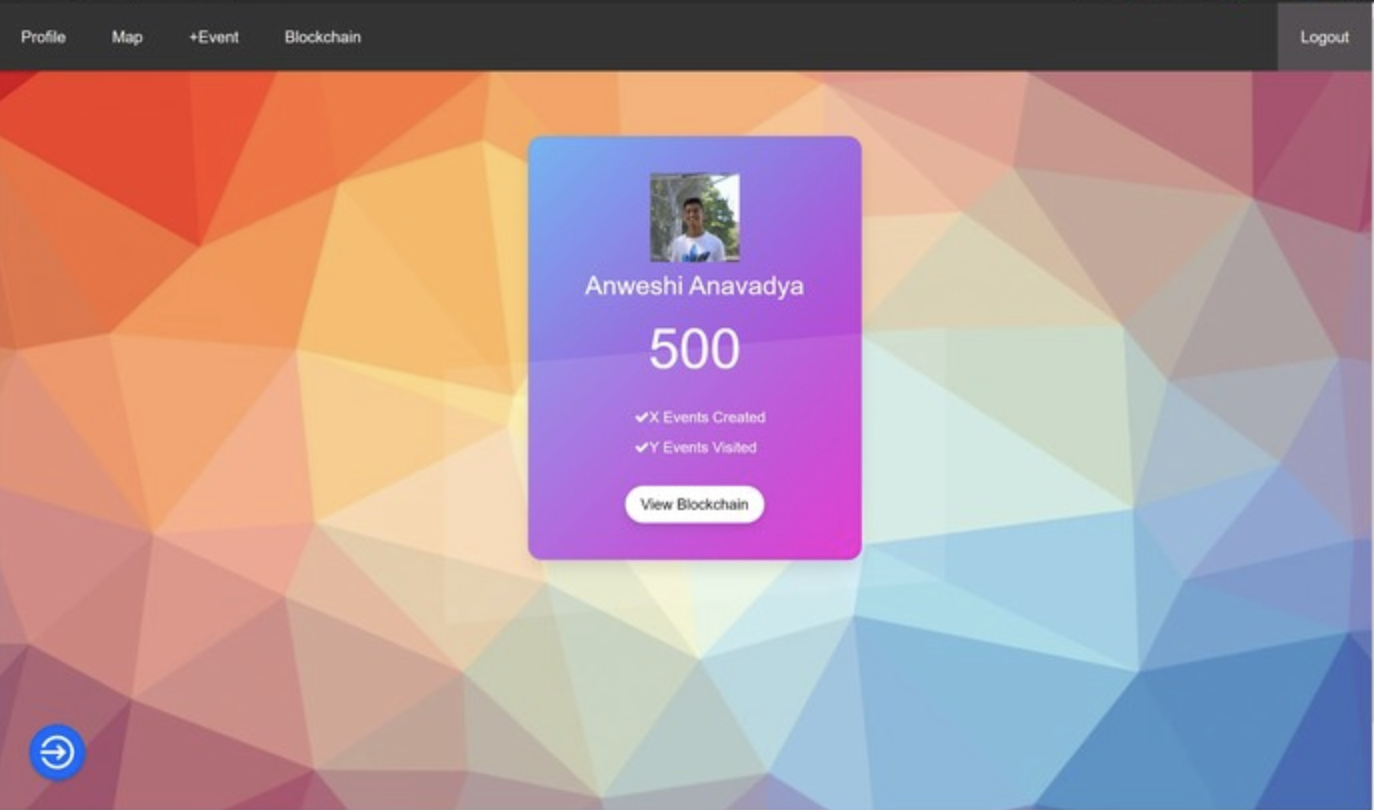 Profile Map +Event Blockchain Logout
Anweshi Anavadya
500
✔X Events Created
✔Y Events Visited
View Blockchain